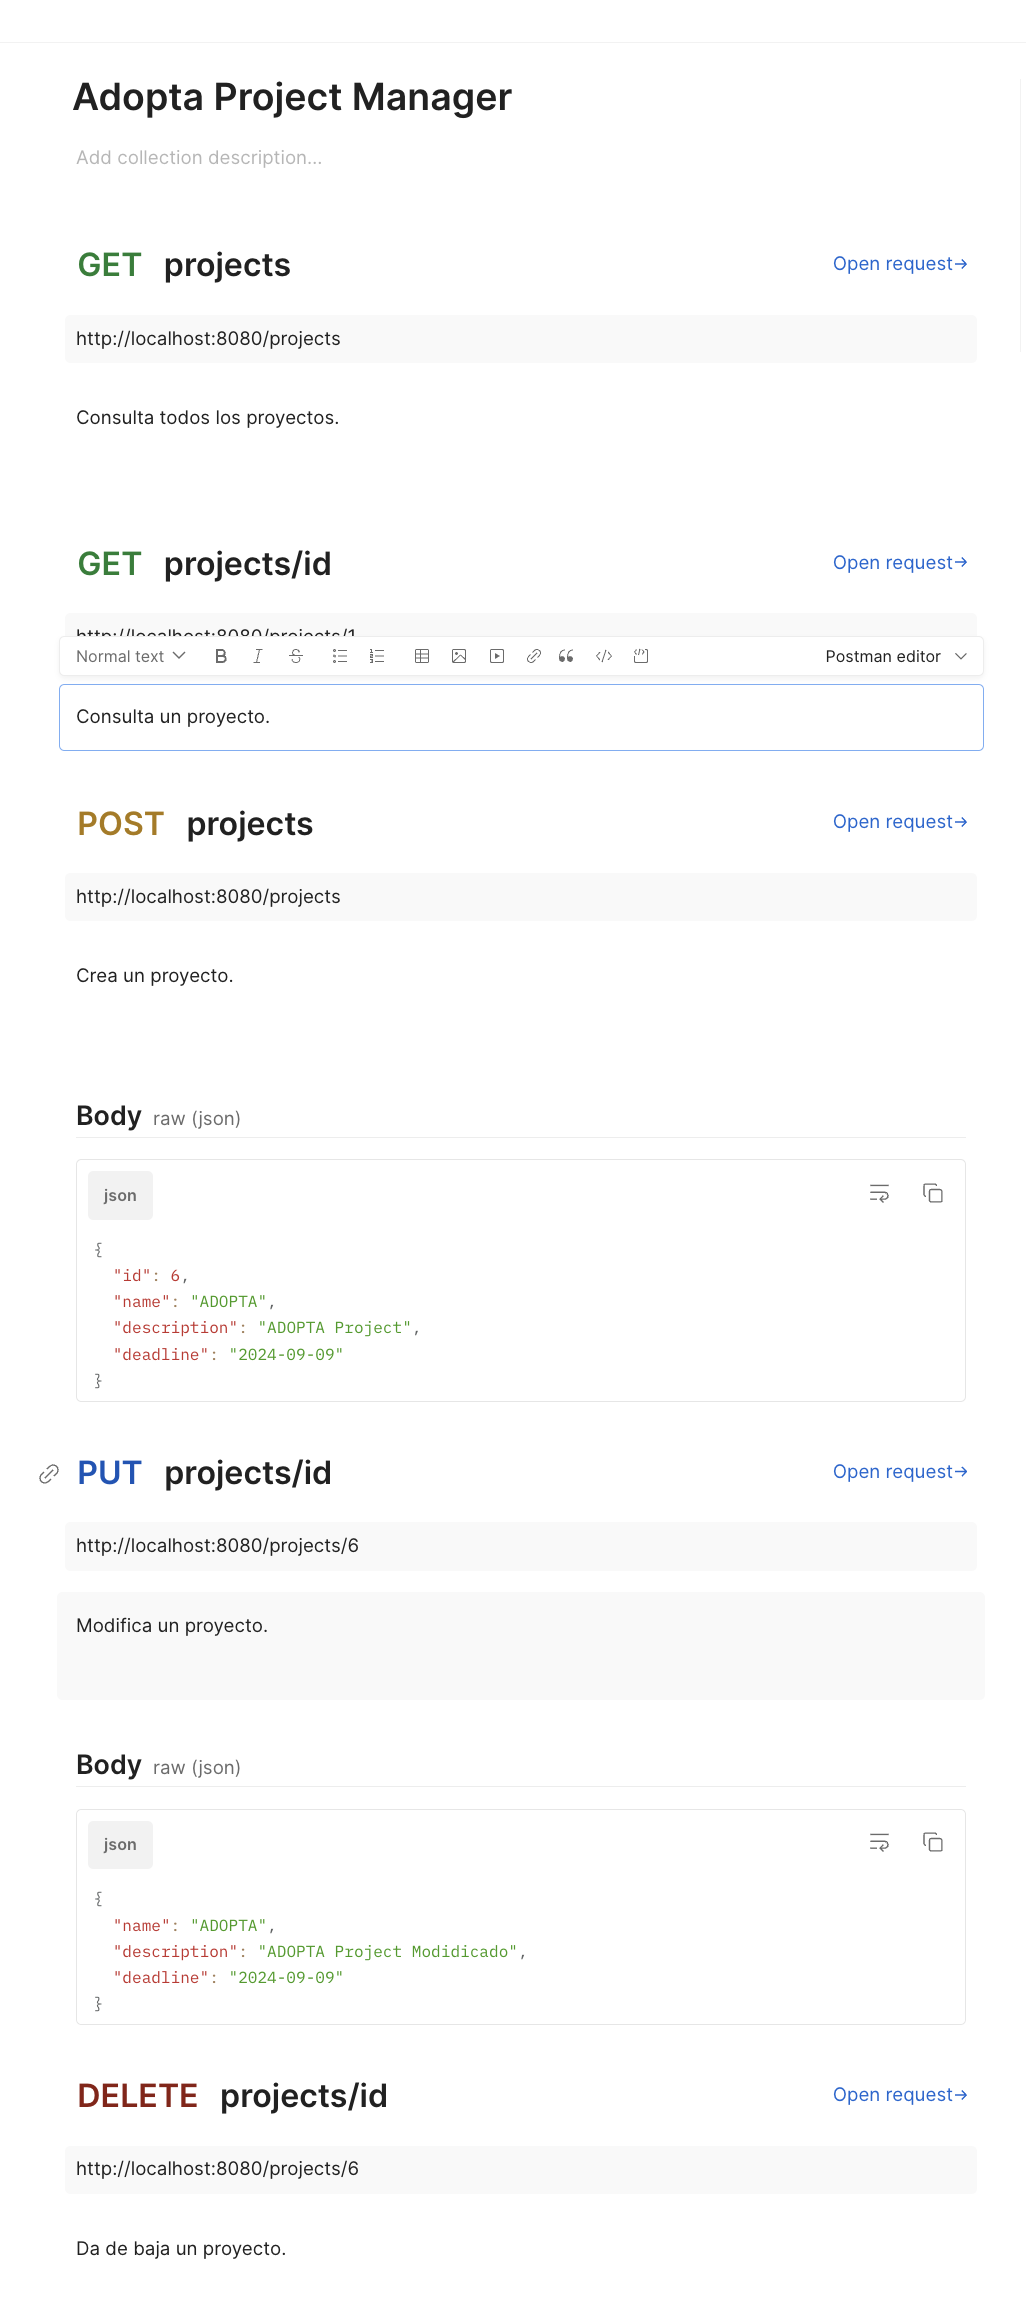 Adopta Project Manager
Add collection description...
GET projects
Open request→
http://localhost:8080/projects
Consulta todos los proyectos.
GET projects/id
Open request→
http://localhost:8080/projects/1
Normal text
Postman editor
Consulta un proyecto.
POST projects
Open request→
http://localhost:8080/projects
Crea un proyecto.
Body raw (json)
json
{
"id": 6,
"name": "ADOPTA",
"description": "ADOPTA Project",
"deadline": "2024-09-09"
}
PUT projects/id
Open request→
http://localhost:8080/projects/6
Modifica un proyecto.
Body raw (json)
json
{
"name": "ADOPTA",
"description": "ADOPTA Project Modidicado",
"deadline": "2024-09-09"
}
DELETE projects/id
Open request→
http://localhost:8080/projects/6
Da de baja un proyecto.